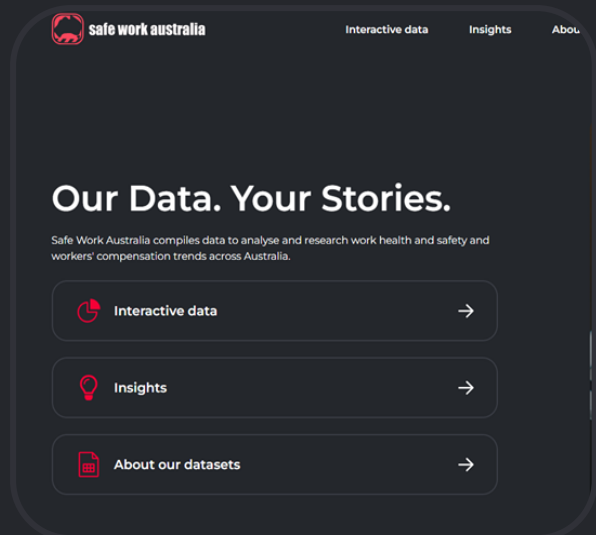 safe work australia
Interactive data
Insights
Our Data. Your Stories.
Safe Work Australia compiles data to analyse and research work health and safety and
workers' compensation trends across Australia.
Interactive data
Insights
About our datasets